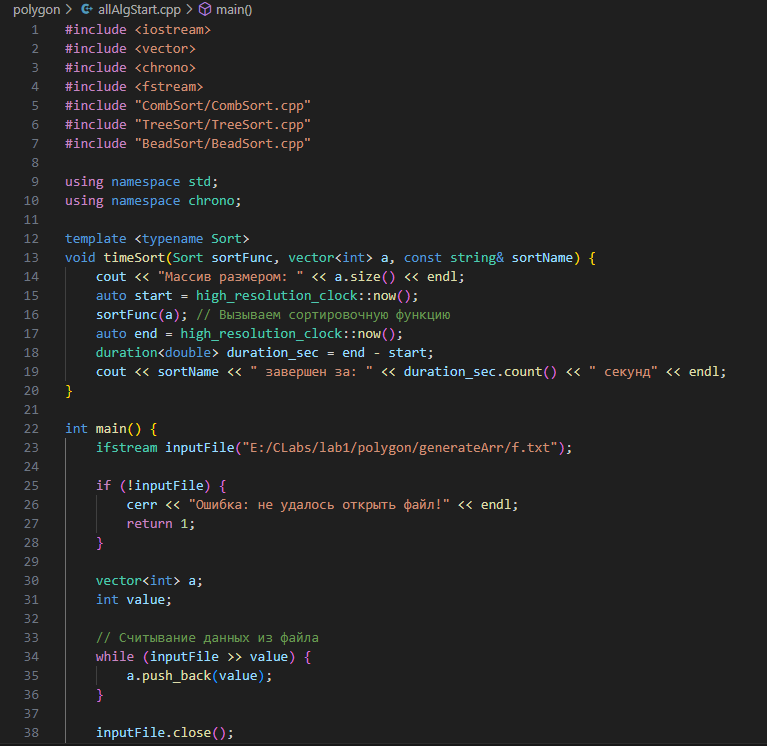 polygon > allAlgStart.cpp > main()
1 #include <iostream>
2 #include <vector>
3 #include <chrono>
4 #include <fstream>
5 #include "CombSort/CombSort.cpp"
6 #include "TreeSort/TreeSort.cpp"
7 #include "BeadSort/BeadSort.cpp"
8
9 using namespace std;
10 using namespace chrono;
11
12 template <typename Sort>
13 void timeSort(Sort sortFunc, vector<int> a, const string& sortName) {
14     cout << "Массив размером: " << a.size() << endl;
15     auto start = high_resolution_clock::now();
16     sortFunc(a); // Вызываем сортировочную функцию
17     auto end = high_resolution_clock::now();
18     duration<double> duration_sec = end - start;
19     cout << sortName << " завершен за: " << duration_sec.count() << " секунд" << endl;
20 }
21
22 int main() {
23     ifstream inputFile("E:/CLabs/lab1/polygon/generateArr/f.txt");
24
25     if (!inputFile) {
26         cerr << "Ошибка: не удалось открыть файл!" << endl;
27         return 1;
28     }
29
30     vector<int> a;
31     int value;
32
33     // Считывание данных из файла
34     while (inputFile >> value) {
35         a.push_back(value);
36     }
37
38     inputFile.close();